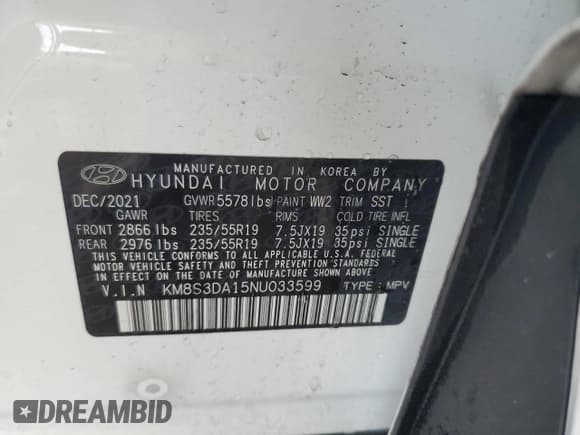 MANUFACTURED IN KOREA BY
HYUNDAI MOTOR COMPANY
DEC/2021 GVWR 5578 lbs PAINT WW2 TRIM SST
GAWR TIRES RIMS COLD TIRE INFL
FRONT 2866 lbs 235/55R19 7.5JX19 35psi SINGLE
REAR 2976 lbs 235/55R19 7.5JX19 35psi SINGLE
THIS VEHICLE CONFORMS TO ALL APPLICABLE U.S.A. FEDERAL
MOTOR VEHICLE SAFETY, BUMPER, AND THEFT PREVENTION STANDARDS
IN EFFECT ON THE DATE OF MANUFACTURE SHOWN ABOVE.
V.I.N KM8S3DA15NU033599 TYPE : MPV
DREAMBID